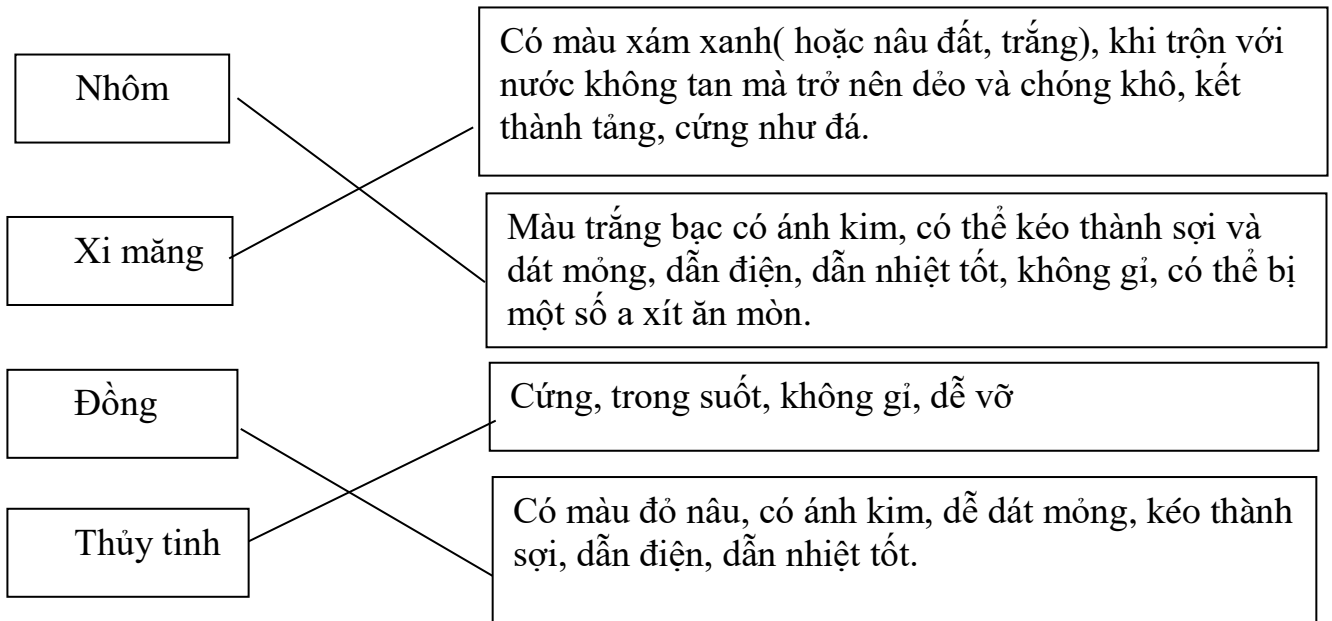 Nhôm
Có màu xám xanh( hoặc nâu đất, trắng), khi trộn với
nước không tan mà trở nên dẻo và chóng khô, kết
thành tảng, cứng như đá.
Xi măng
Màu trắng bạc có ánh kim, có thể kéo thành sợi và
dát mỏng, dẫn điện, dẫn nhiệt tốt, không gỉ, có thể bị
một số a xít ăn mòn.
Đồng
Cứng, trong suốt, không gỉ, dễ vỡ
Thủy tinh
Có màu đỏ nâu, có ánh kim, dễ dát mỏng, kéo thành
sợi, dẫn điện, dẫn nhiệt tốt.